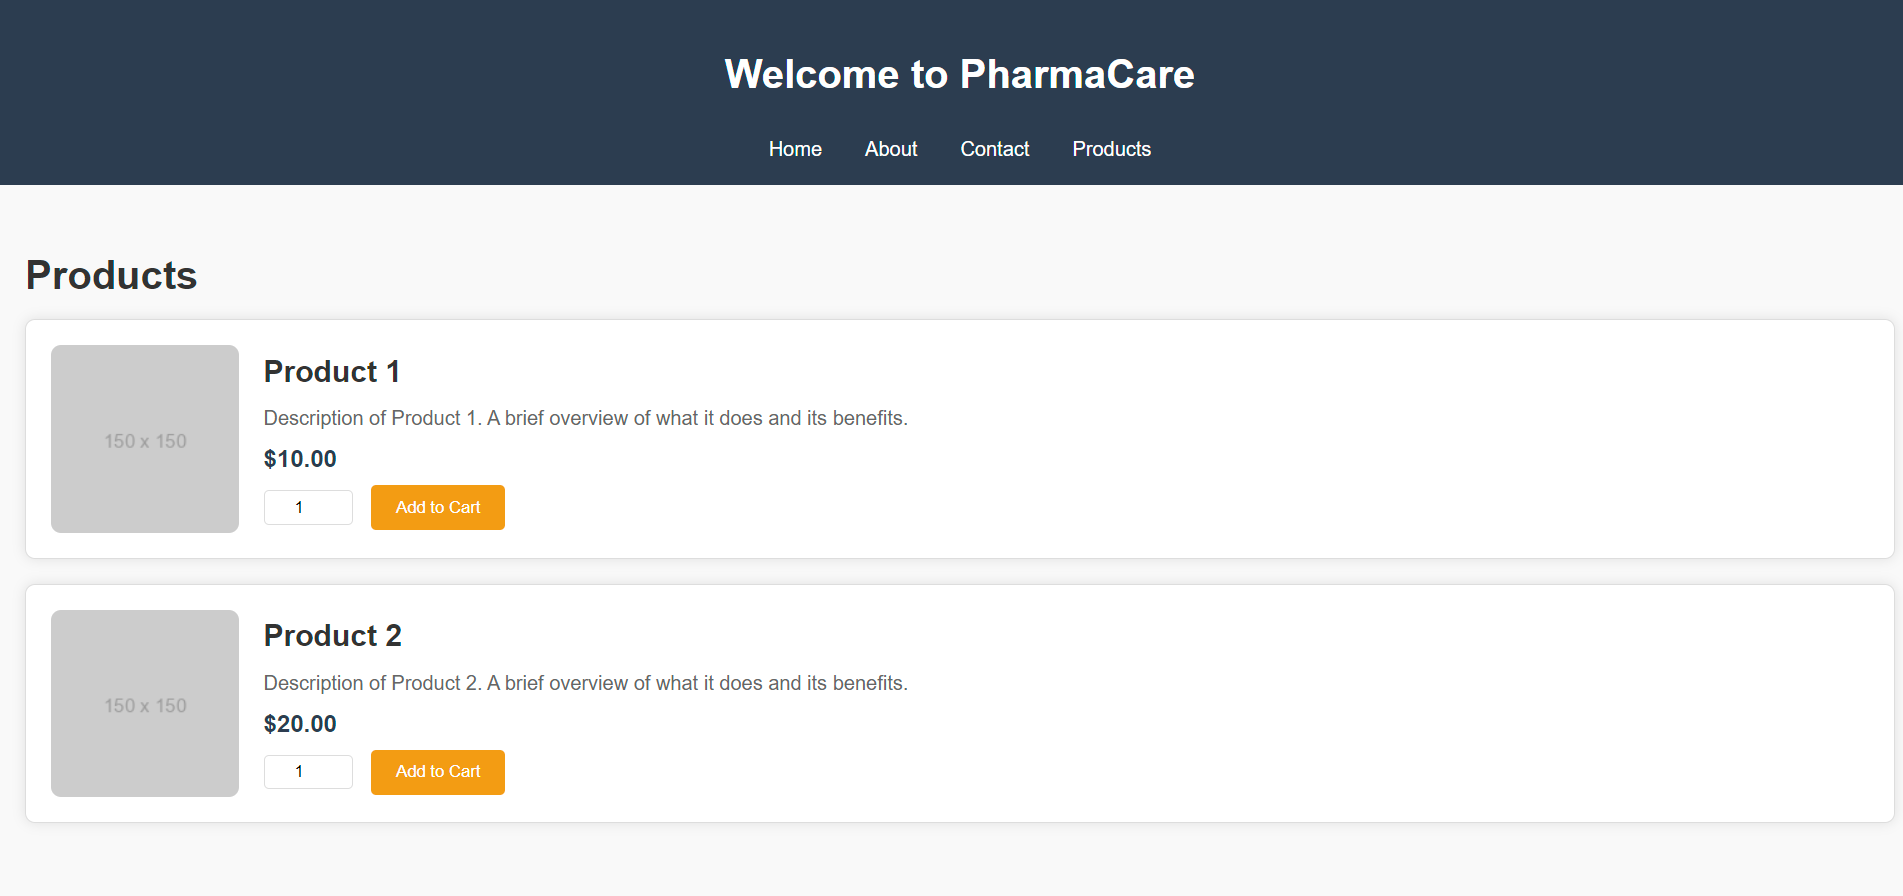 Welcome to PharmaCare
Home About Contact Products
Products
150 x 150
Product 1
Description of Product 1. A brief overview of what it does and its benefits.
$10.00
1 Add to Cart
150 x 150
Product 2
Description of Product 2. A brief overview of what it does and its benefits.
$20.00
1 Add to Cart